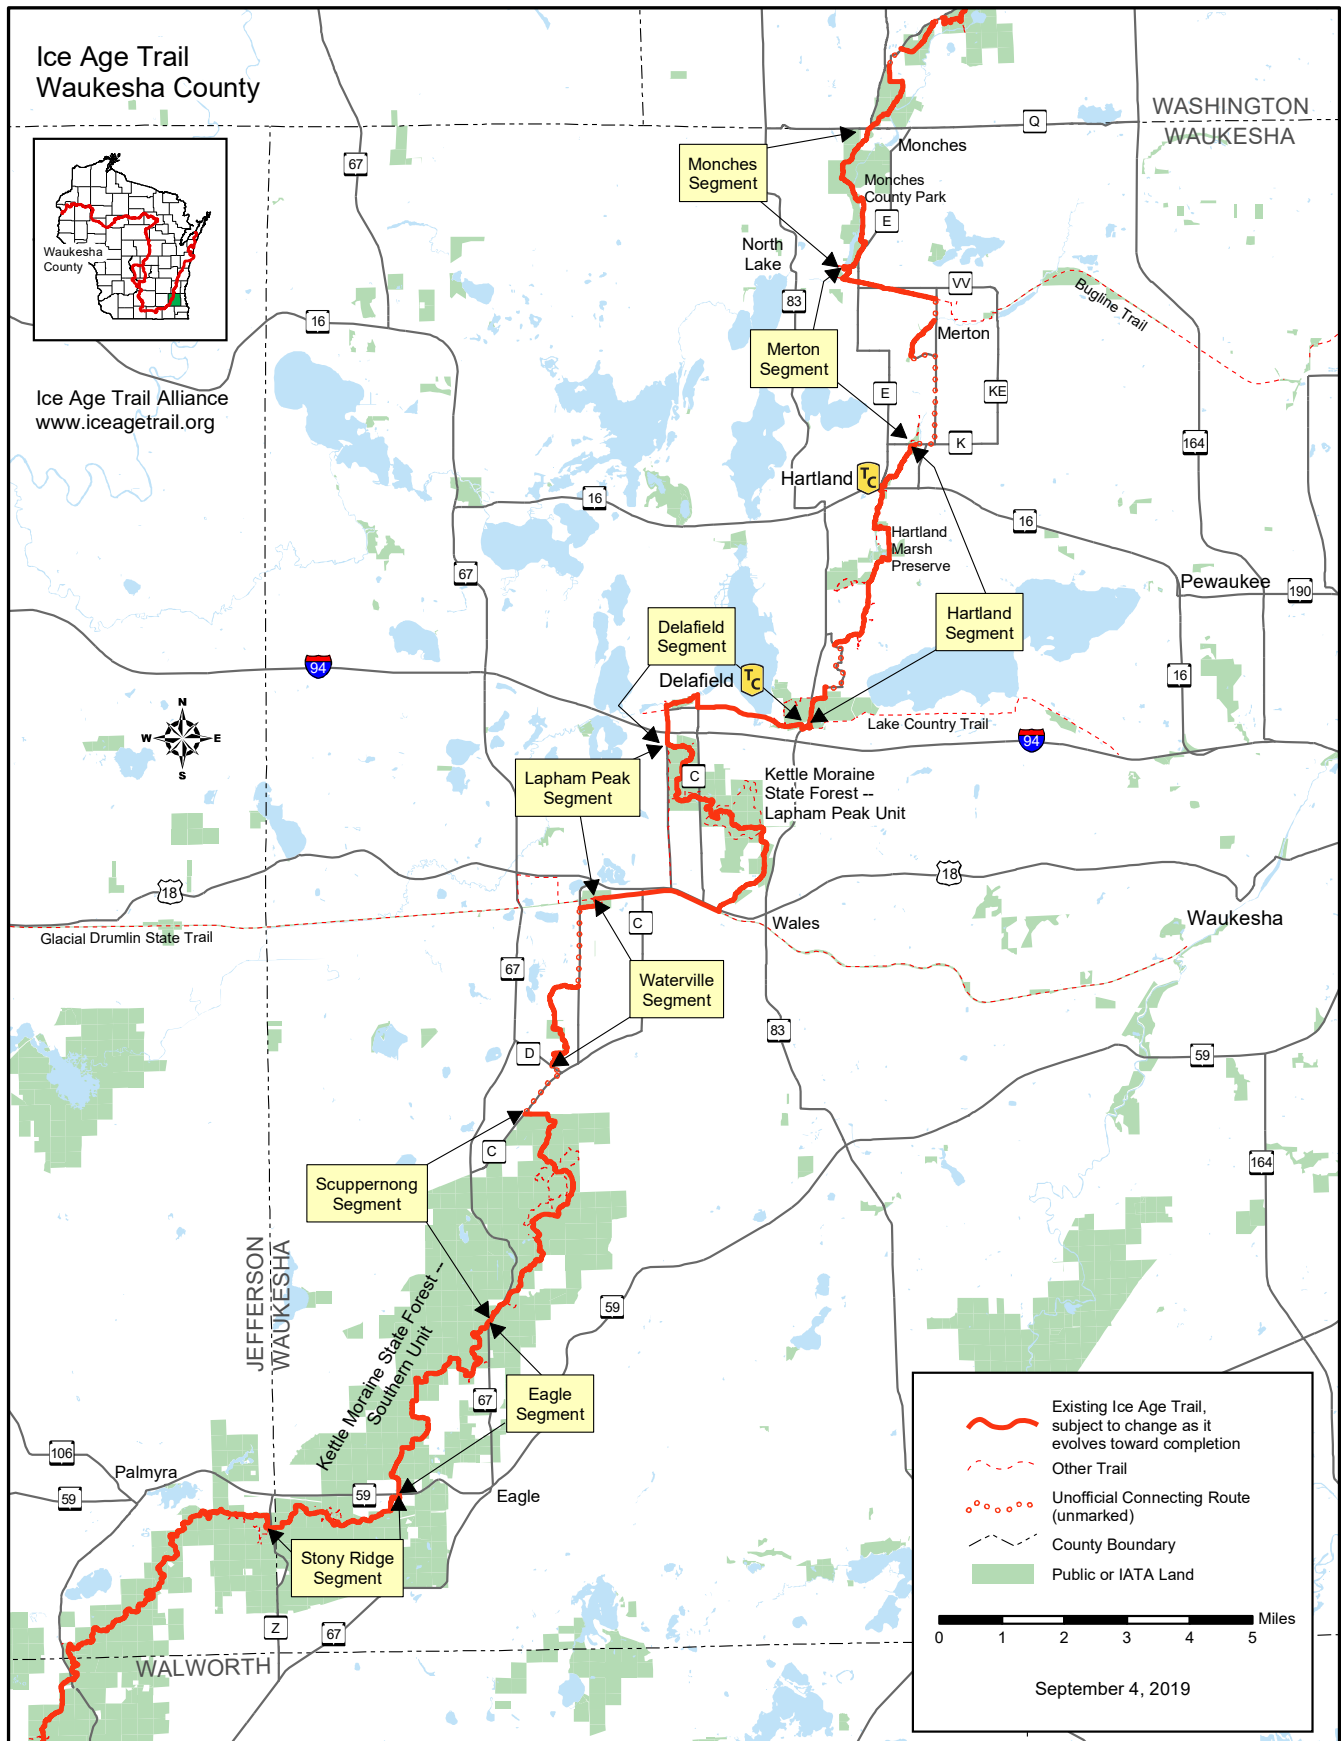 Ice Age Trail
Waukesha County
WASHINGTON
WAUKESHA
Q
67
Monches
Segment
Monches
Monches
County Park
E
North
Lake
Waukesha
County
83
VV
Bugline Trail
16
Merton
Merton
Segment
E
KE
Ice Age Trail Alliance
www.iceagetrail.org
K
164
Hartland
TC
16
16
Hartland
Marsh
Preserve
67
Pewaukee
190
Delafield
Segment
Hartland
Segment
94
Delafield
TC
16
N
W
E
S
Lake Country Trail
94
Lapham Peak
Segment
C
Kettle Moraine
State Forest --
Lapham Peak Unit
18
18
Glacial Drumlin State Trail
C
Wales
Waukesha
67
Waterville
Segment
83
D
59
C
164
Scuppernong
Segment
JEFFERSON
WAUKESHA
Kettle Moraine State Forest --
Southern Unit
59
67
Eagle
Segment
106
Palmyra
59
59
Eagle
Stony Ridge
Segment
Z
67
WALWORTH
Existing Ice Age Trail,
subject to change as it
evolves toward completion
Other Trail
Unofficial Connecting Route
(unmarked)
County Boundary
Public or IATA Land
Miles
0 1 2 3 4 5
September 4, 2019